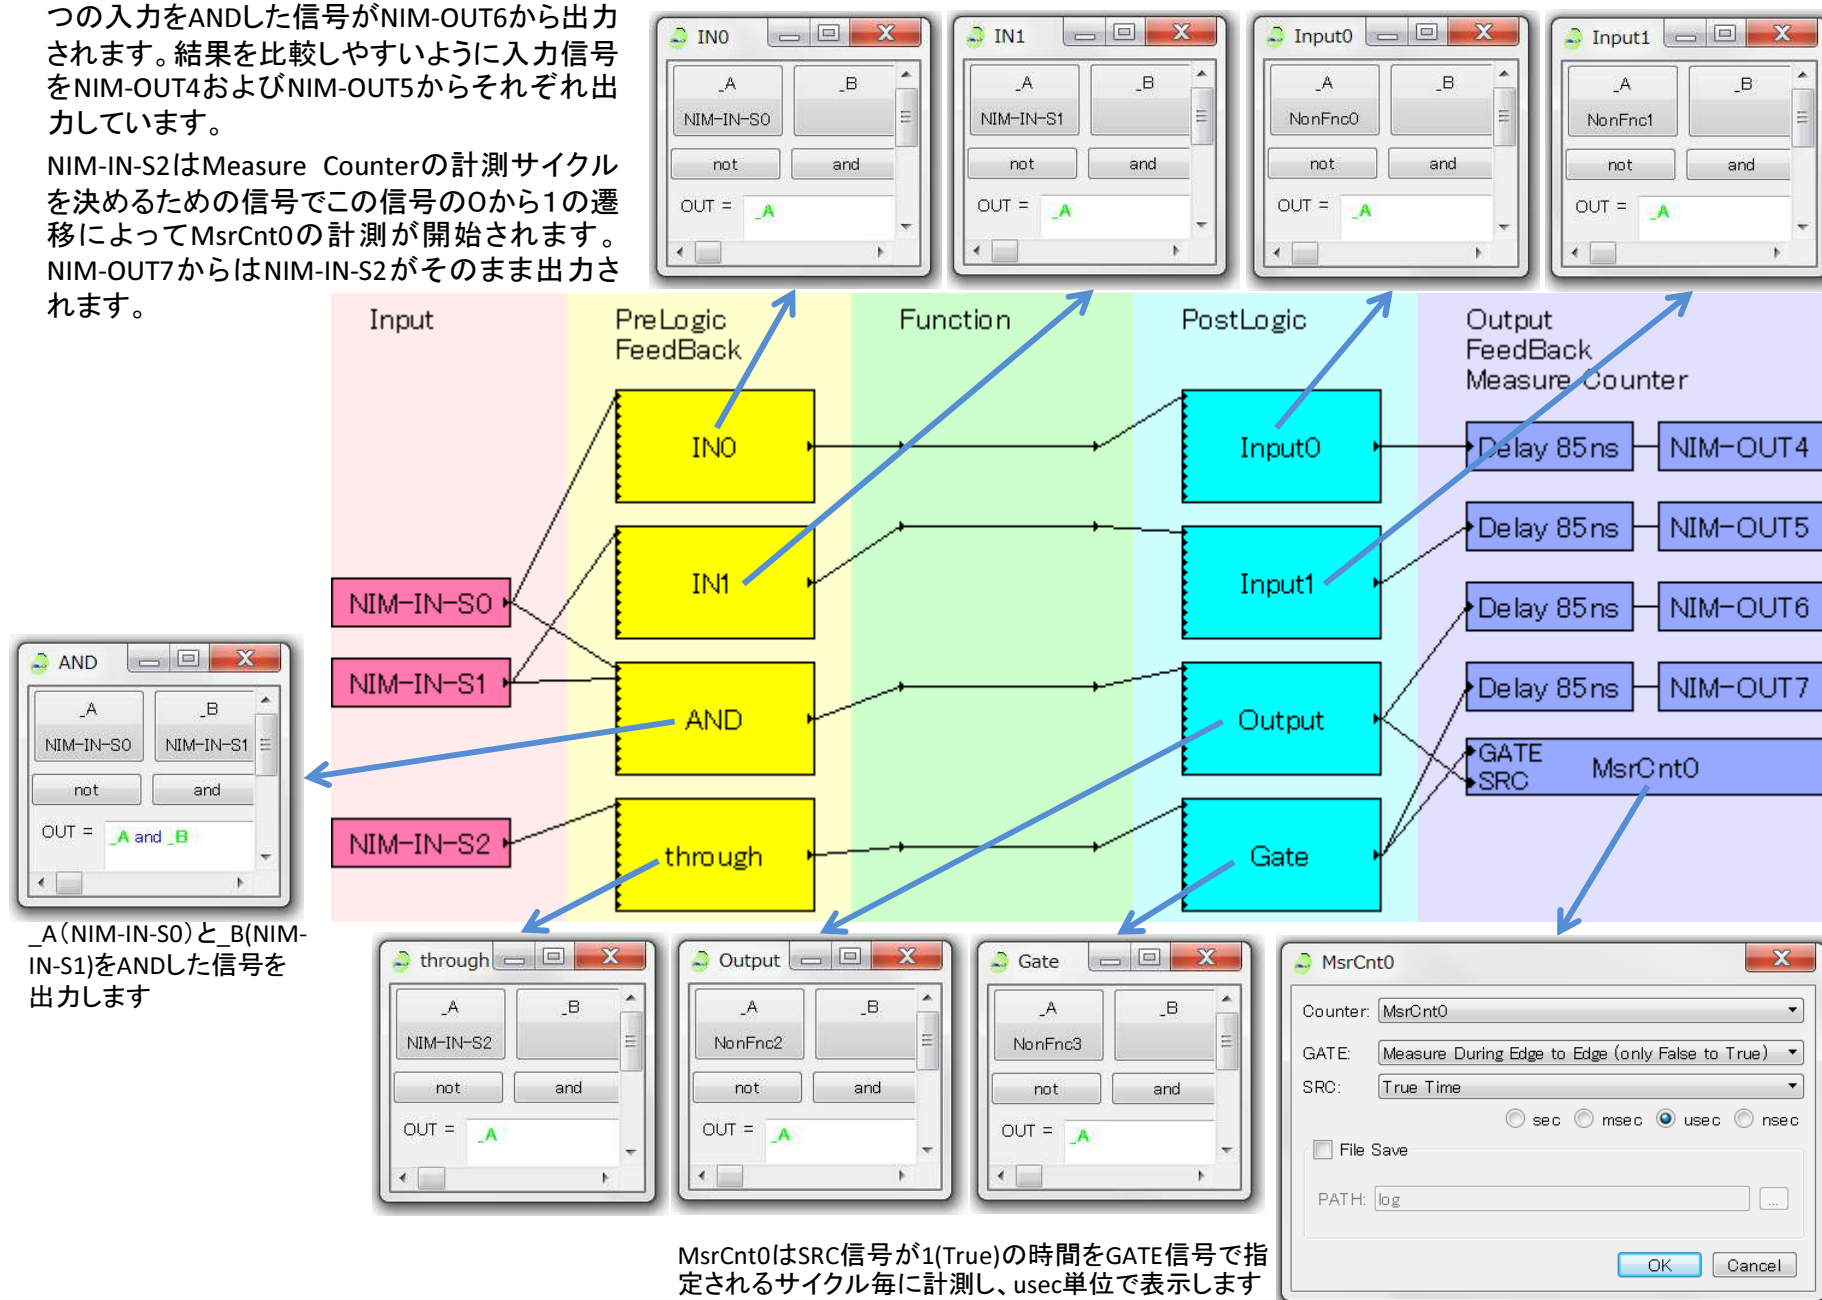 つの入力をANDした信号がNIM-OUT6から出力
されます。結果を比較しやすいように入力信号
をNIM-OUT4およびNIM-OUT5からそれぞれ出
力しています。
NIM-IN-S2はMeasure Counterの計測サイクル
を決めるための信号でこの信号の0から1の遷
移によってMsrCnt0の計測が開始されます。
NIM-OUT7からはNIM-IN-S2がそのまま出力さ
れます。
IN0
_A
_B
NIM-IN-S0
not
and
OUT =
_A
IN1
_A
_B
NIM-IN-S1
not
and
OUT =
_A
Input0
_A
_B
NonFnc0
not
and
OUT =
_A
Input1
_A
_B
NonFnc1
not
and
OUT =
_A
Input
PreLogic
FeedBack
Function
PostLogic
Output
FeedBack
Measure Counter
IN0
Input0
Delay 85ns
NIM-OUT4
IN1
Input1
Delay 85ns
NIM-OUT5
NIM-IN-S0
Delay 85ns
NIM-OUT6
NIM-IN-S1
AND
Output
Delay 85ns
NIM-OUT7
GATE
SRC
MsrCnt0
NIM-IN-S2
through
Gate
AND
_A
_B
NIM-IN-S0
NIM-IN-S1
not
and
OUT =
_A and _B
_A(NIM-IN-S0)と_B(NIM-
IN-S1)をANDした信号を
出力します
through
_A
_B
NIM-IN-S2
not
and
OUT =
_A
Output
_A
_B
NonFnc2
not
and
OUT =
_A
Gate
_A
_B
NonFnc3
not
and
OUT =
_A
MsrCnt0
Counter: MsrCnt0
GATE: Measure During Edge to Edge (only False to True)
SRC: True Time
sec msec usec nsec
File Save
PATH: log ...
OK Cancel
MsrCnt0はSRC信号が1(True)の時間をGATE信号で指
定されるサイクル毎に計測し、usec単位で表示します